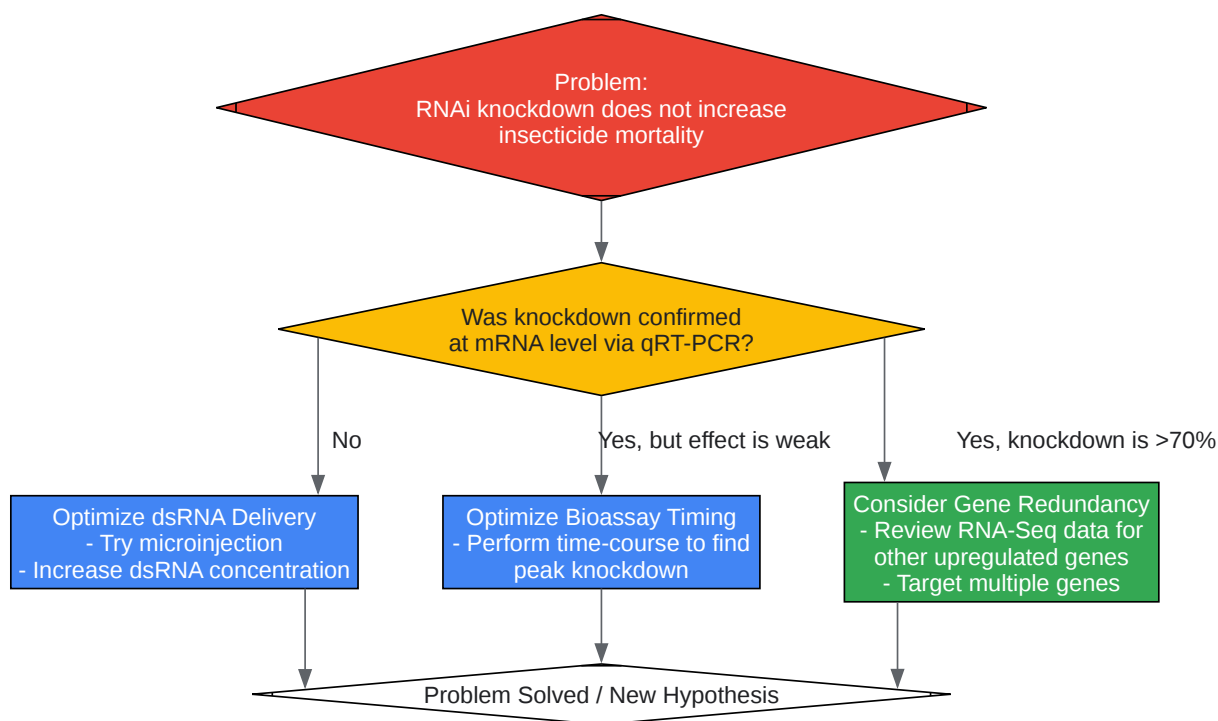 Problem:
RNAi knockdown does not increase
insecticide mortality
Was knockdown confirmed
at mRNA level via qRT-PCR?
No
Yes, but effect is weak
Yes, knockdown is >70%
Optimize dsRNA Delivery
- Try microinjection
- Increase dsRNA concentration
Optimize Bioassay Timing
- Perform time-course to find
peak knockdown
Consider Gene Redundancy
- Review RNA-Seq data for
other upregulated genes
- Target multiple genes
Problem Solved / New Hypothesis